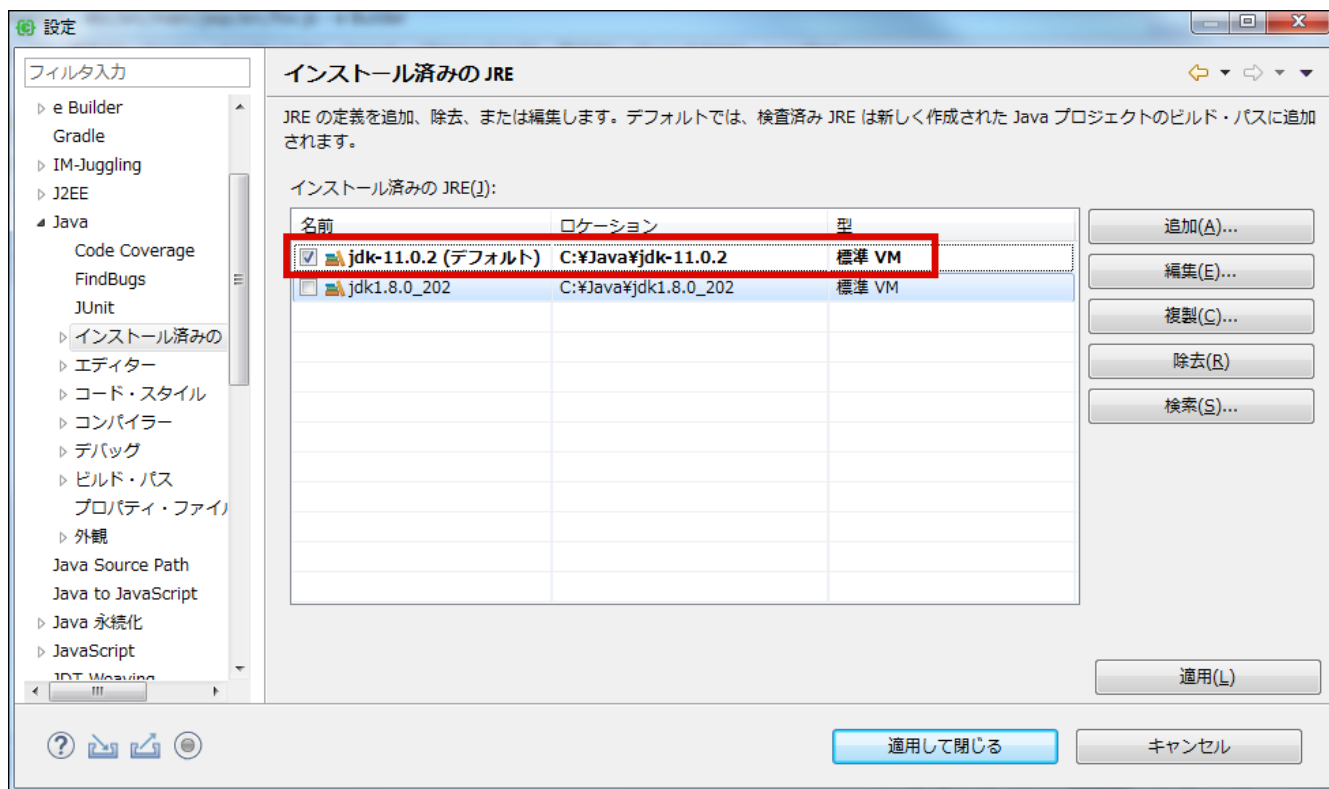 設定
フィルタ入力
e Builder
Gradle
IM-Juggling
J2EE
Java
Code Coverage
FindBugs
JUnit
インストール済みの
エディター
コード・スタイル
コンパイラー
デバッグ
ビルド・パス
プロパティ・ファイル
外観
Java Source Path
Java to JavaScript
Java 永続化
JavaScript
JDT Weaving
インストール済みの JRE
JRE の定義を追加、除去、または編集します。デフォルトでは、検査済み JRE は新しく作成された Java プロジェクトのビルド・パスに追加
されます。
インストール済みの JRE(J):
名前 ロケーション 型
jdk-11.0.2 (デフォルト) C:¥Java¥jdk-11.0.2 標準 VM
jdk1.8.0_202 C:¥Java¥jdk1.8.0_202 標準 VM
追加(A)...
編集(E)...
複製(C)...
除去(R)
検索(S)...
適用(L)
適用して閉じる
キャンセル